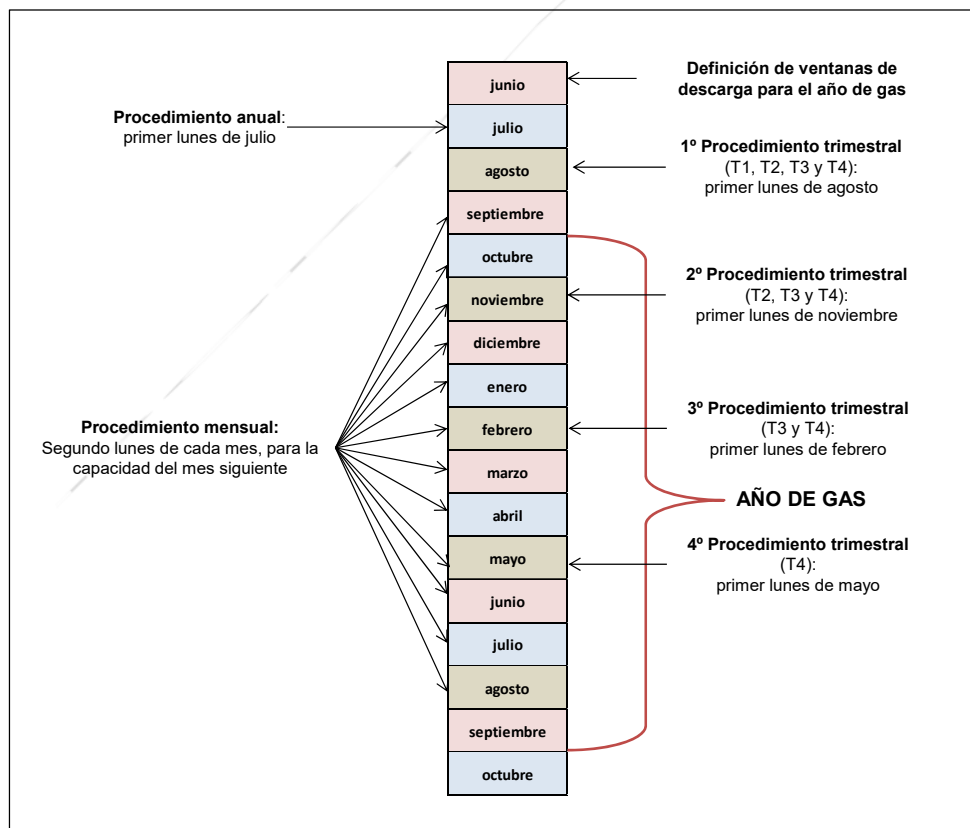 Definición de ventanas de
descarga para el año de gas
Procedimiento anual:
primer lunes de julio
1º Procedimiento trimestral
(T1, T2, T3 y T4):
primer lunes de agosto
2º Procedimiento trimestral
(T2, T3 y T4):
primer lunes de noviembre
Procedimiento mensual:
Segundo lunes de cada mes, para la
capacidad del mes siguiente
3º Procedimiento trimestral
(T3 y T4):
primer lunes de febrero
AÑO DE GAS
4º Procedimiento trimestral
(T4):
primer lunes de mayo
junio
julio
agosto
septiembre
octubre
noviembre
diciembre
enero
febrero
marzo
abril
mayo
junio
julio
agosto
septiembre
octubre